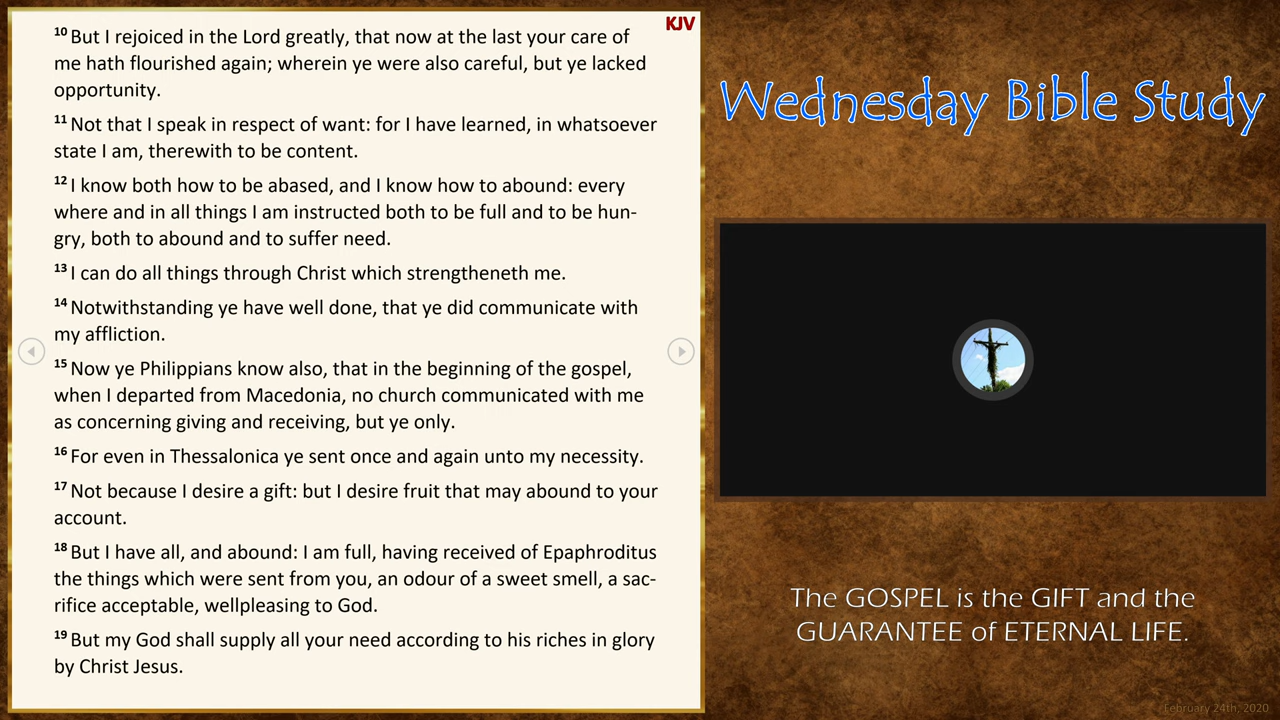 KJV
10 But I rejoiced in the Lord greatly, that now at the last your care of
me hath flourished again; wherein ye were also careful, but ye lacked
opportunity.
11 Not that I speak in respect of want: for I have learned, in whatsoever
state I am, therewith to be content.
12 I know both how to be abased, and I know how to abound: every
where and in all things I am instructed both to be full and to be hun-
gry, both to abound and to suffer need.
13 I can do all things through Christ which strengtheneth me.
14 Notwithstanding ye have well done, that ye did communicate with
my affliction.
15 Now ye Philippians know also, that in the beginning of the gospel,
when I departed from Macedonia, no church communicated with me
as concerning giving and receiving, but ye only.
16 For even in Thessalonica ye sent once and again unto my necessity.
17 Not because I desire a gift: but I desire fruit that may abound to your
account.
18 But I have all, and abound: I am full, having received of Epaphroditus
the things which were sent from you, an odour of a sweet smell, a sac-
rifice acceptable, wellpleasing to God.
19 But my God shall supply all your need according to his riches in glory
by Christ Jesus.
Wednesday Bible Study
The GOSPEL is the GIFT and the
GUARANTEE of ETERNAL LIFE.
February 24th, 2020